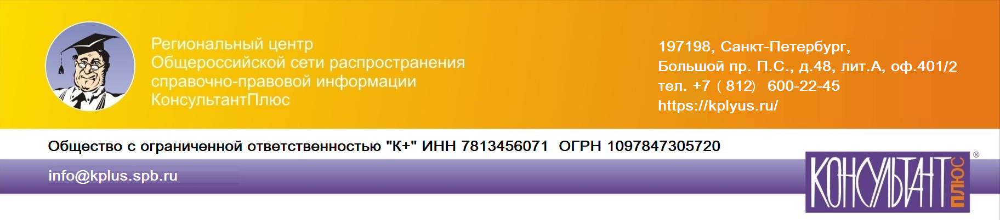 Региональный центр
Общероссийской сети распространения
справочно-правовой информации
КонсультантПлюс
197198, Санкт-Петербург,
Большой пр. П.С., д.48, лит.А, оф.401/2
тел. +7 (812) 600-22-45
https://kplyus.ru/
Общество с ограниченной ответственностью "К+" ИНН 7813456071 ОГРН 1097847305720
info@kplus.spb.ru
КОНСУЛЬТАНТ ПЛЮС ®